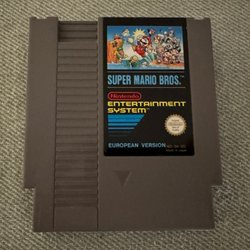 SUPER MARIO BROS.
Nintendo
ENTERTAINMENT
SYSTEM
EUROPEAN VERSION